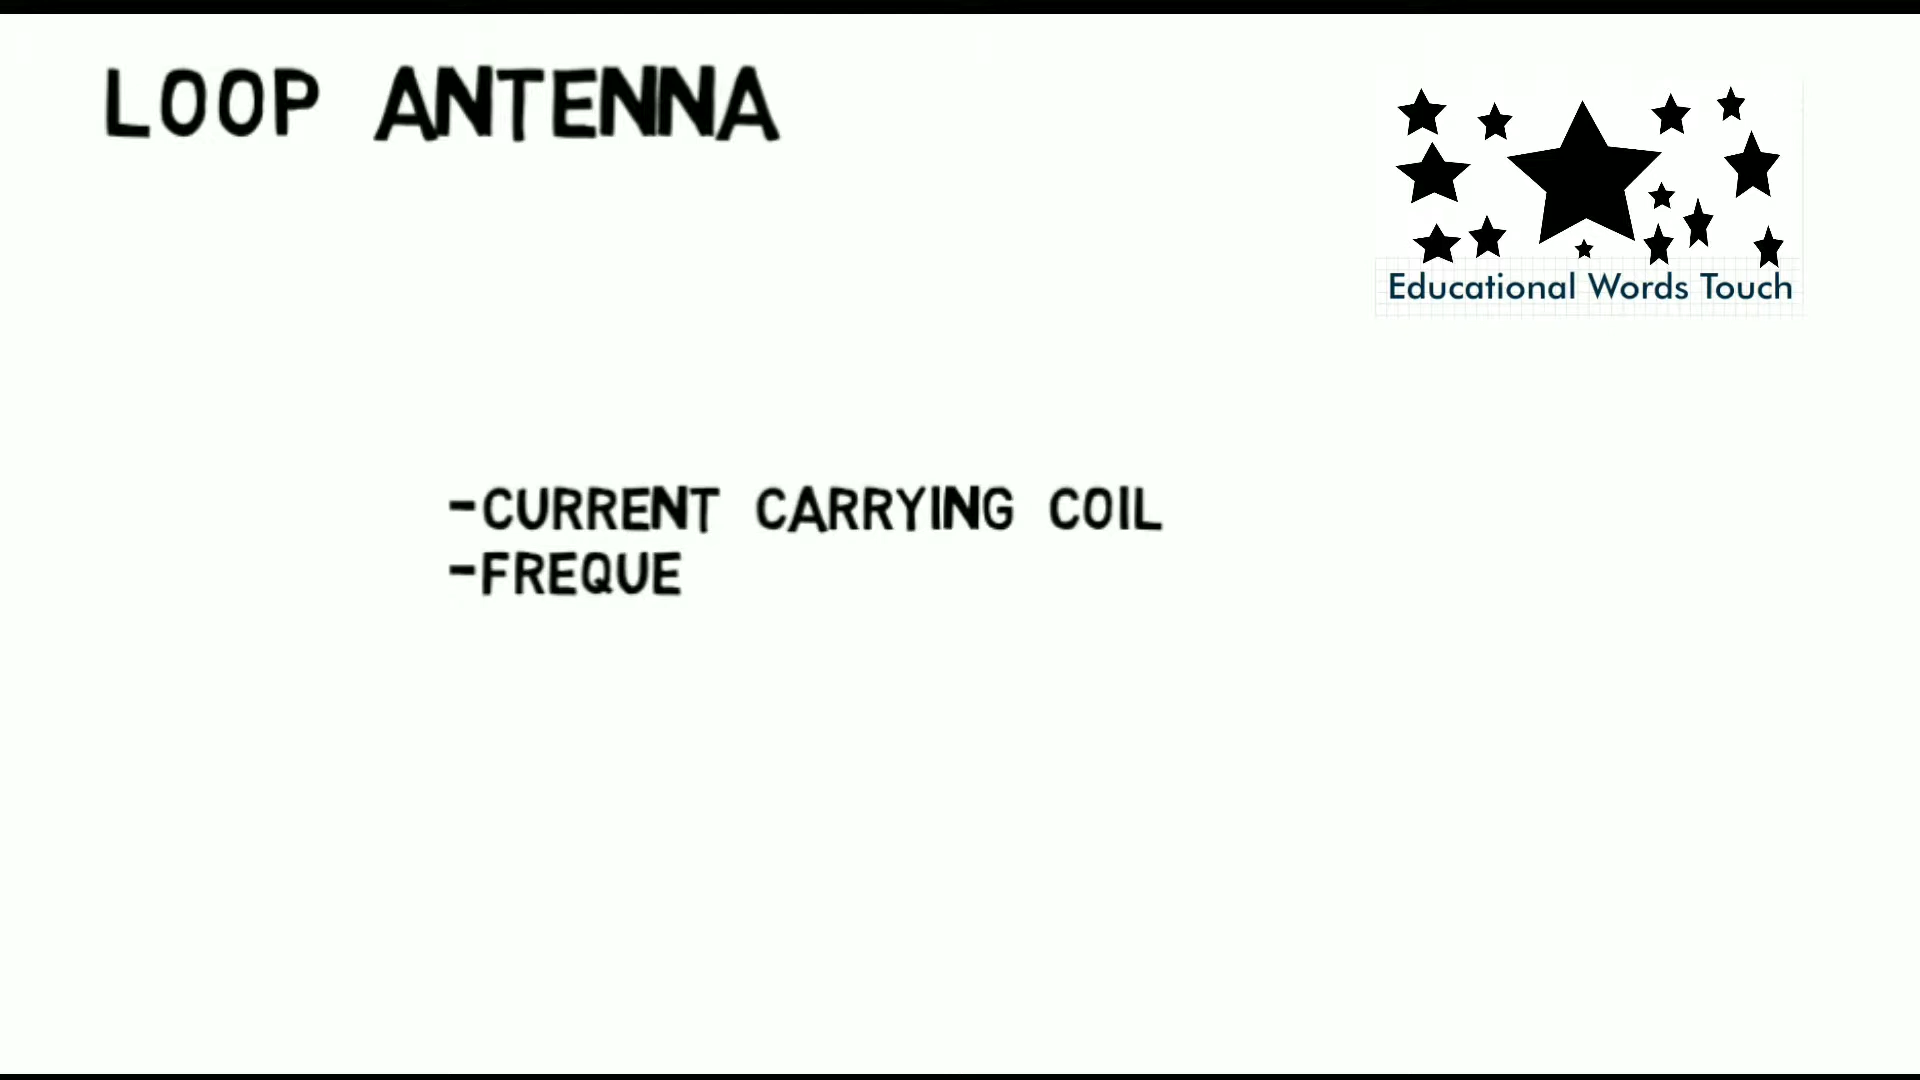 LOOP ANTENNA
Educational Words Touch
-CURRENT CARRYING COIL
-FREQUE